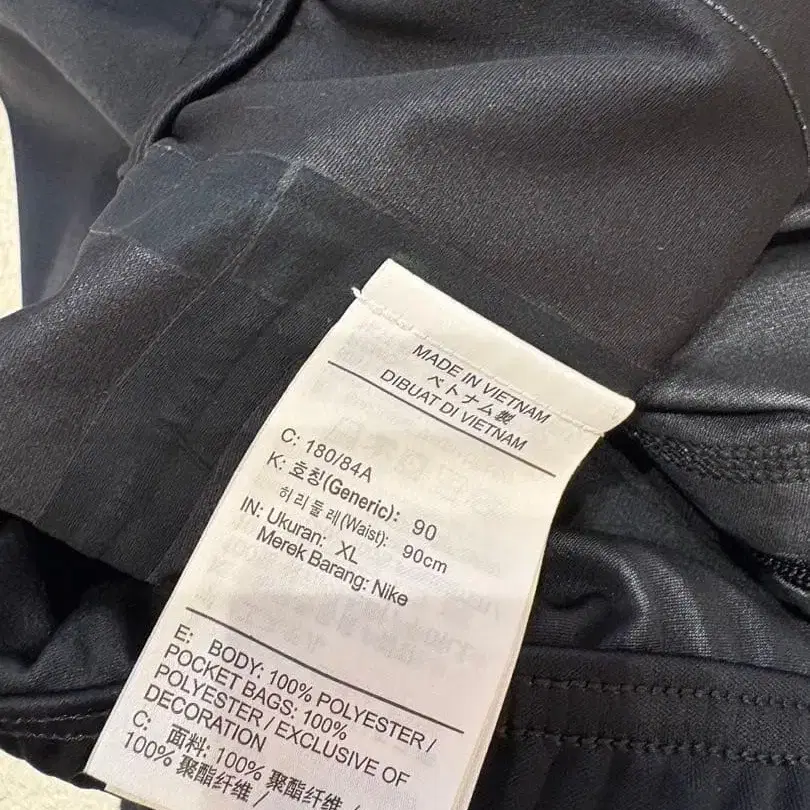 MADE IN VIETNAM
ベトナム製
DIBUAT DI VIETNAM
C: 180/84A
K: 호칭(Generic): 90
허리둘레(Waist): 90cm
IN: Ukuran: XL
Merek Barang: Nike
E: BODY: 100% POLYESTER /
POCKET BAGS: 100%
POLYESTER / EXCLUSIVE OF
DECORATION
C: 面料: 100% 聚酯纤维 /
100% 聚酯纤维 /